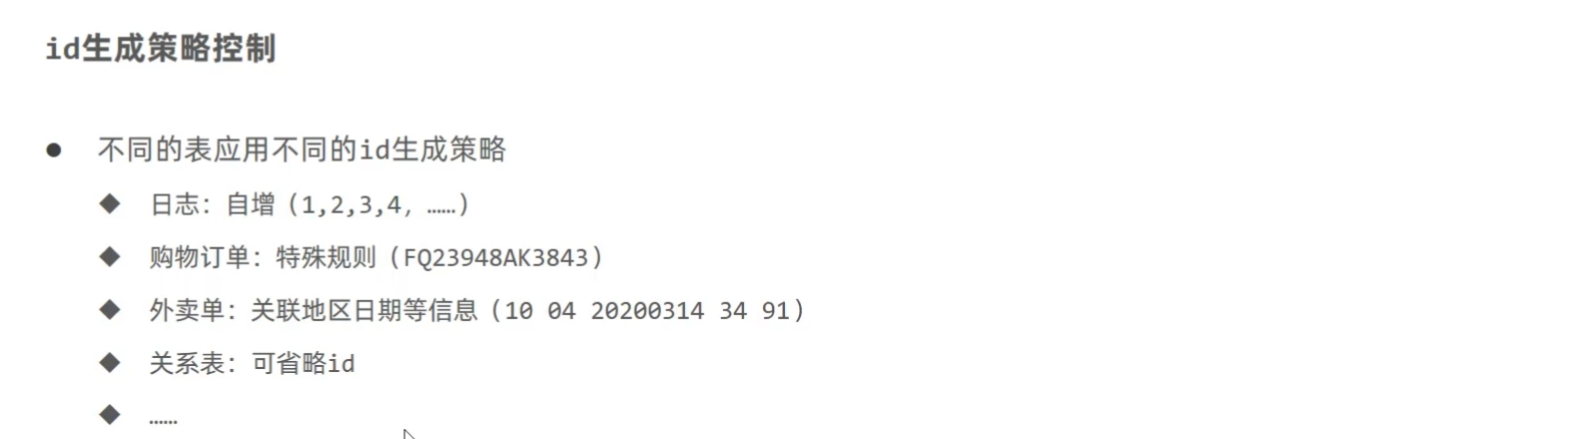 id生成策略控制
● 不同的表应用不同的id生成策略
◆ 日志：自增（1,2,3,4，……）
◆ 购物订单：特殊规则（FQ23948AK3843）
◆ 外卖单：关联地区日期等信息（10 04 20200314 34 91）
◆ 关系表：可省略id
◆ ……